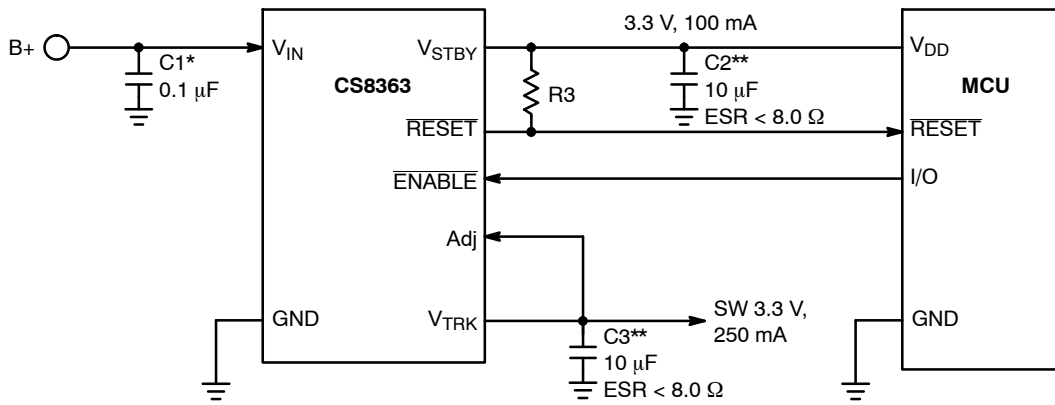 B+
C1*
0.1 μF
V_IN
CS8363
V_STBY
RESET
ENABLE
Adj
V_TRK
GND
R3
3.3 V, 100 mA
C2**
10 μF
ESR < 8.0 Ω
SW 3.3 V,
250 mA
C3**
10 μF
ESR < 8.0 Ω
V_DD
MCU
RESET
I/O
GND